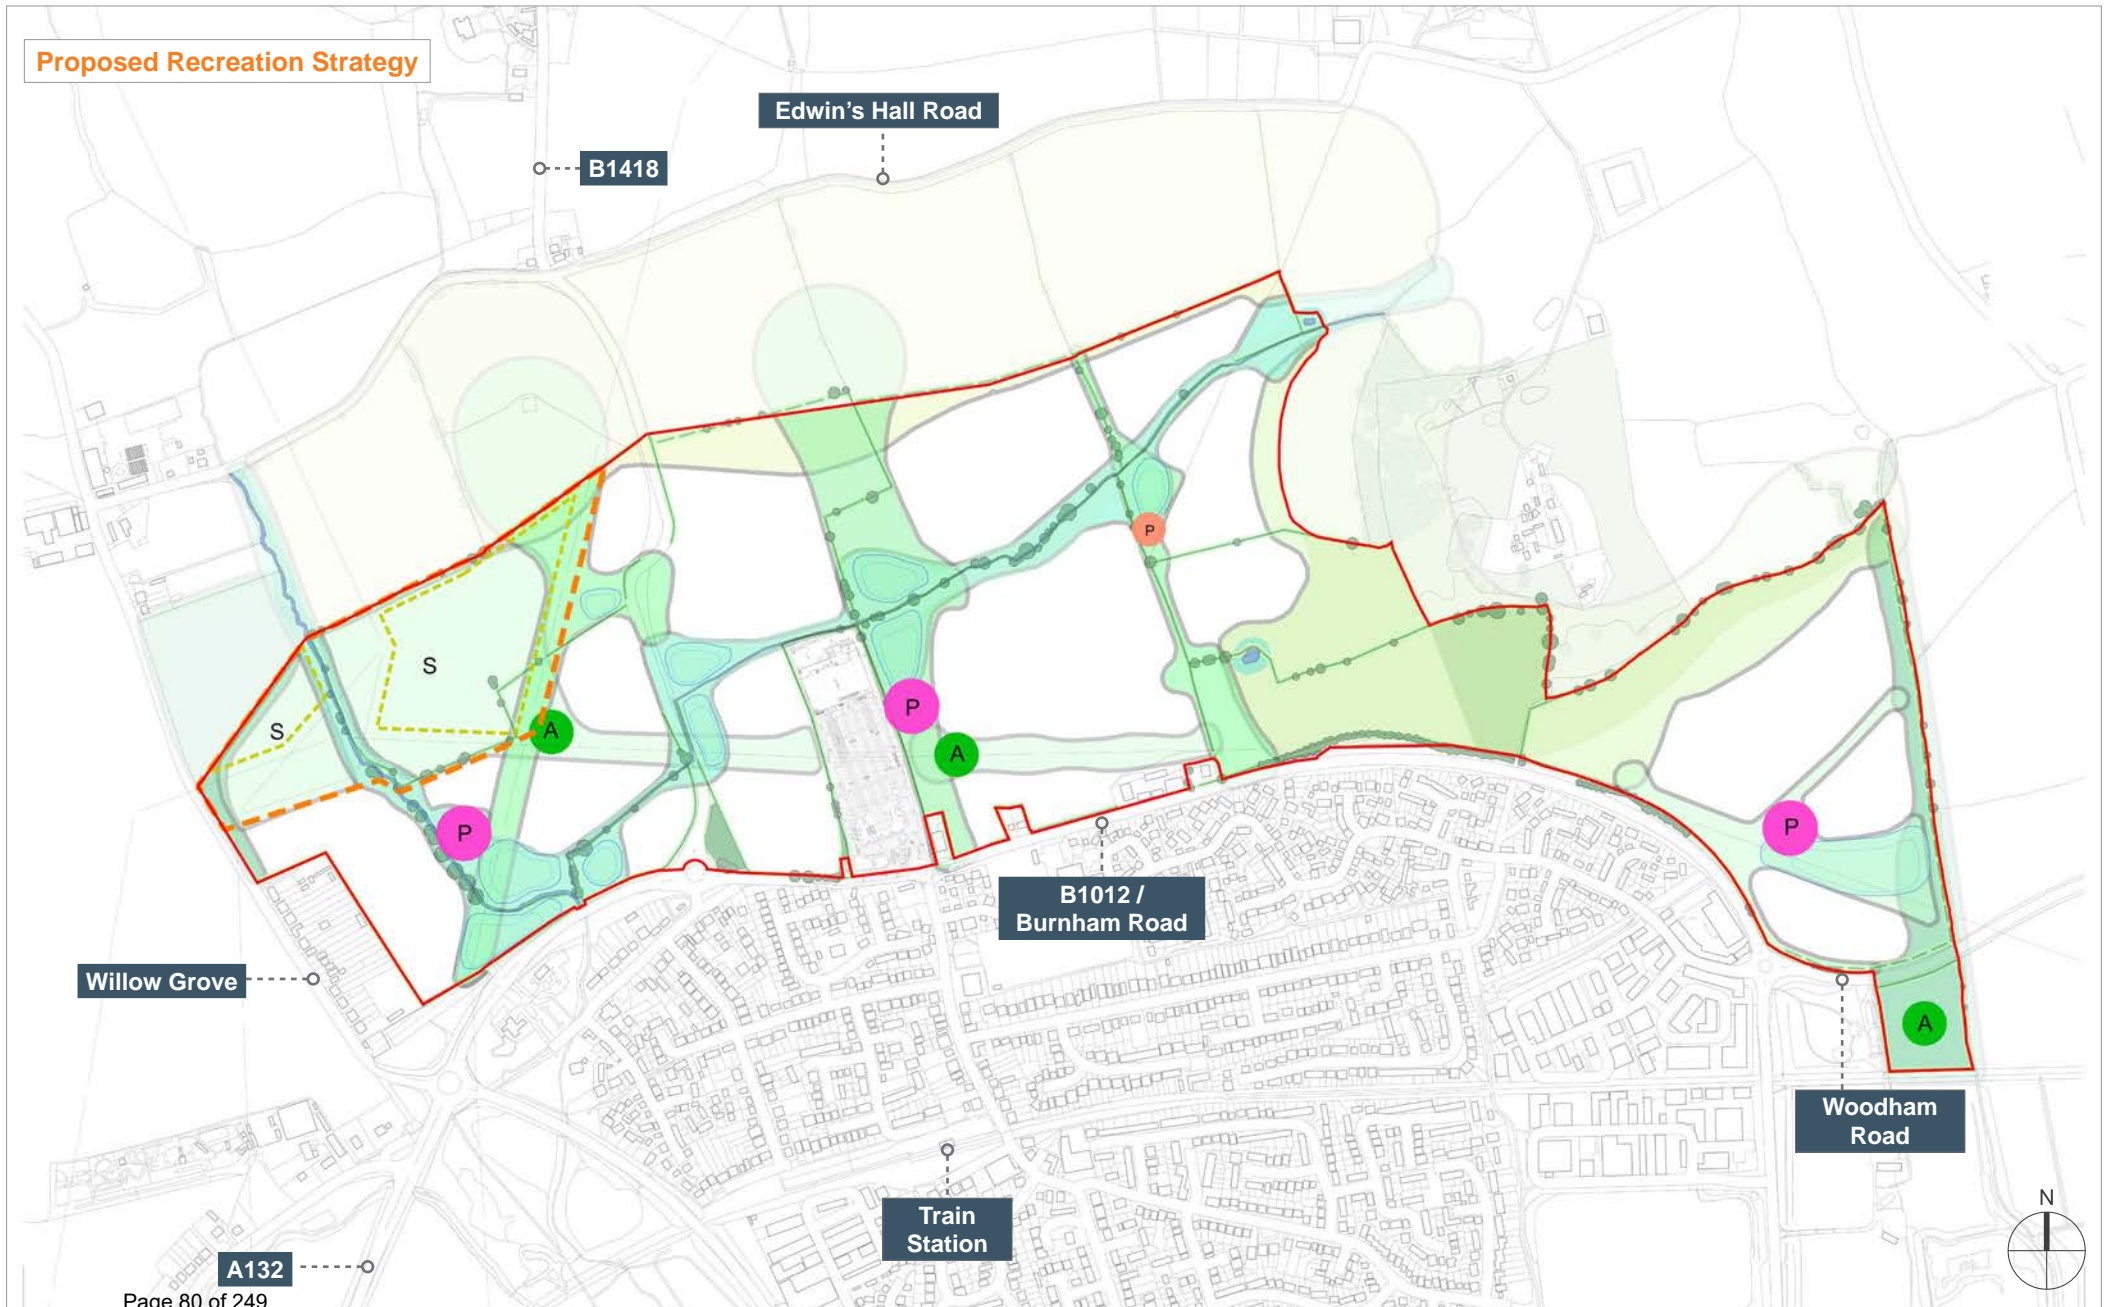 Proposed Recreation Strategy
Edwin's Hall Road
B1418
P
S
S
A
P
A
P
P
B1012 /
Burnham Road
Willow Grove
A
Woodham
Road
Train
Station
N
A132
Page 80 of 249